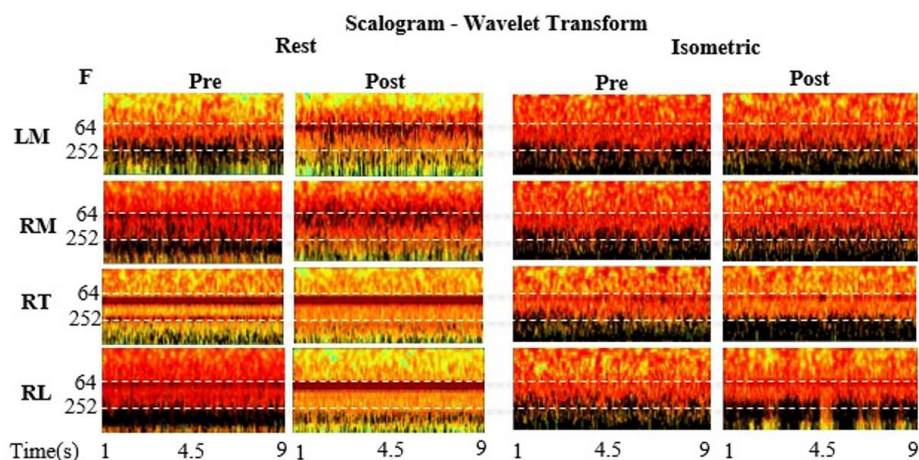 Scalogram - Wavelet Transform
Rest Isometric
F Pre Post Pre Post
LM 64
252
RM 64
252
RT 64
252
RL 64
252
Time(s) 1 4.5 9 1 4.5 9 1 4.5 9 1 4.5 9